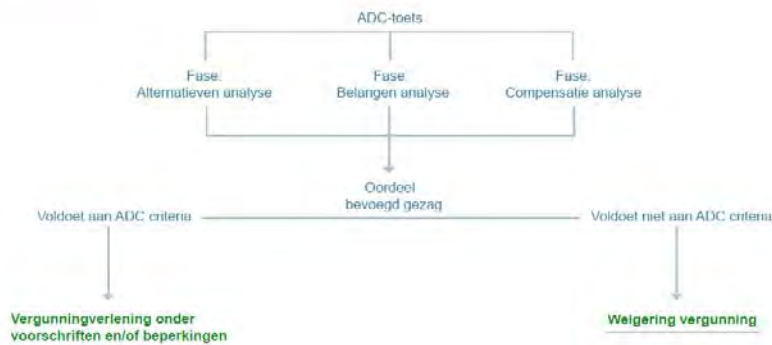 ADC-toets
Fase:
Alternatieven analyse
Fase:
Belangen analyse
Fase:
Compensatie analyse
Oordeel
bevoegd gezag
Voldoet aan ADC criteria
Voldoet niet aan ADC criteria
Vergunningverlening onder
voorschriften en/of beperkingen
Weigering vergunning